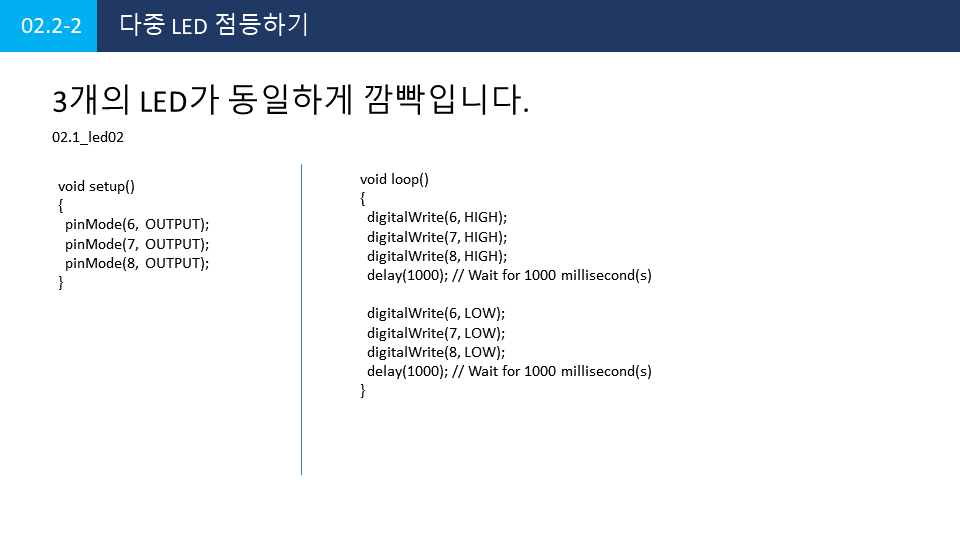 02.2-2 다중 LED 점등하기
3개의 LED가 동일하게 깜빡입니다.
02.1_led02
void setup()
{
  pinMode(6, OUTPUT);
  pinMode(7, OUTPUT);
  pinMode(8, OUTPUT);
}
void loop()
{
  digitalWrite(6, HIGH);
  digitalWrite(7, HIGH);
  digitalWrite(8, HIGH);
  delay(1000); // Wait for 1000 millisecond(s)
  digitalWrite(6, LOW);
  digitalWrite(7, LOW);
  digitalWrite(8, LOW);
  delay(1000); // Wait for 1000 millisecond(s)
}